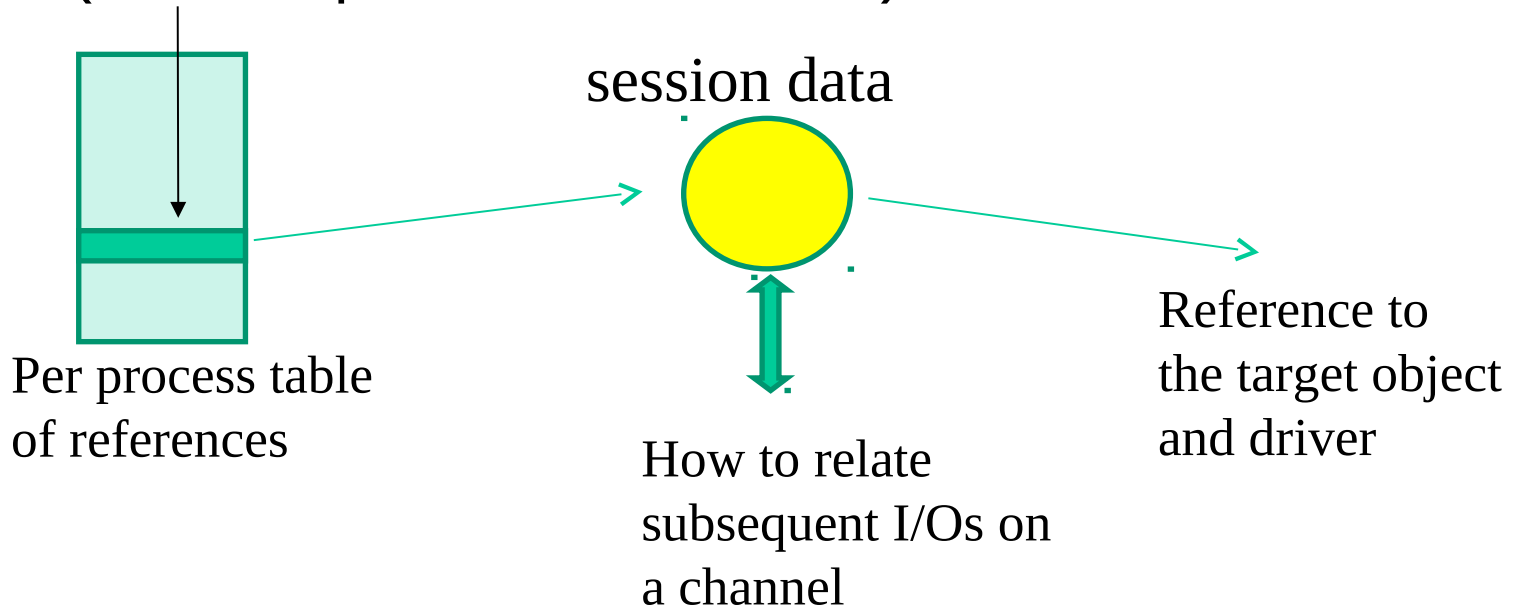 session data
Per process table
of references
How to relate
subsequent I/Os on
a channel
Reference to
the target object
and driver